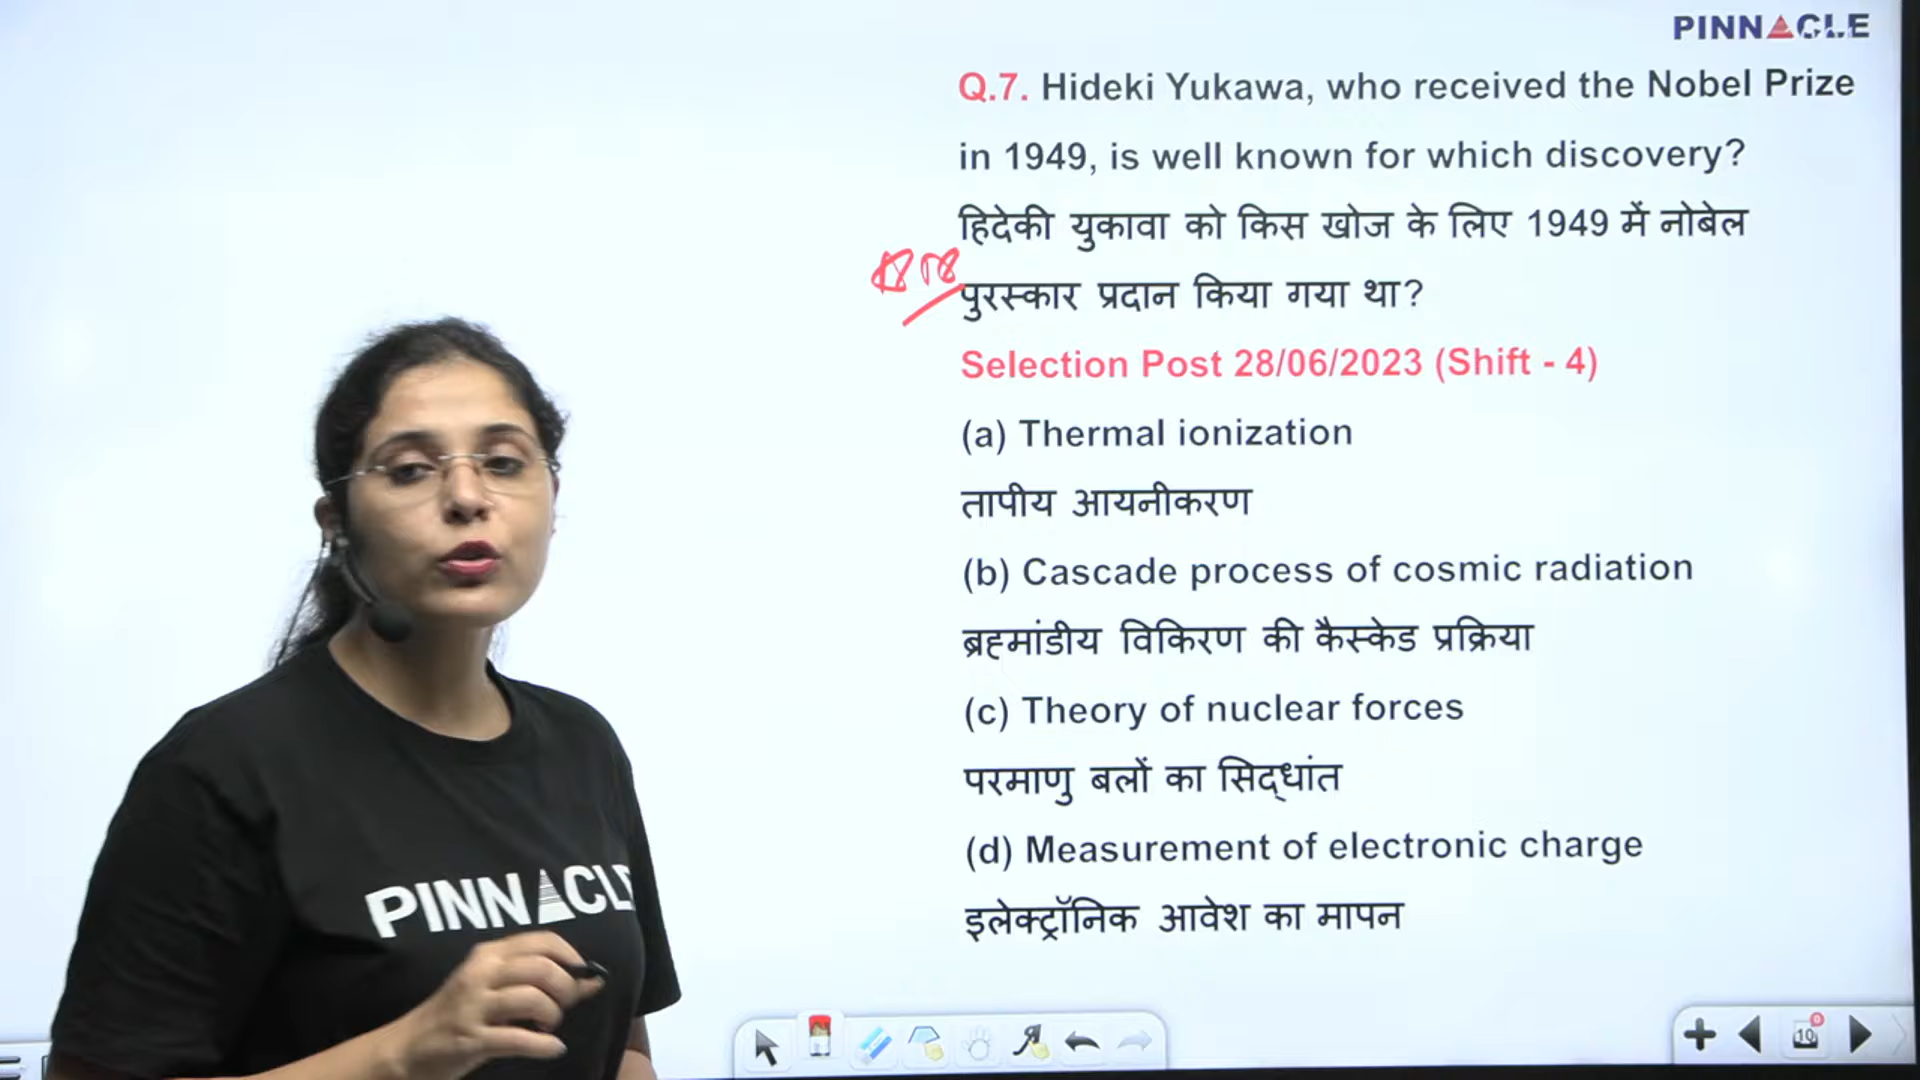 PINNACLE
Q.7. Hideki Yukawa, who received the Nobel Prize
in 1949, is well known for which discovery?
हिदेकी युकावा को किस खोज के लिए 1949 में नोबेल
पुरस्कार प्रदान किया गया था?
Selection Post 28/06/2023 (Shift - 4)
(a) Thermal ionization
तापीय आयनीकरण
(b) Cascade process of cosmic radiation
ब्रह्मांडीय विकिरण की कैस्केड प्रक्रिया
(c) Theory of nuclear forces
परमाणु बलों का सिद्धांत
(d) Measurement of electronic charge
इलेक्ट्रॉनिक आवेश का मापन
PINNACLE
10